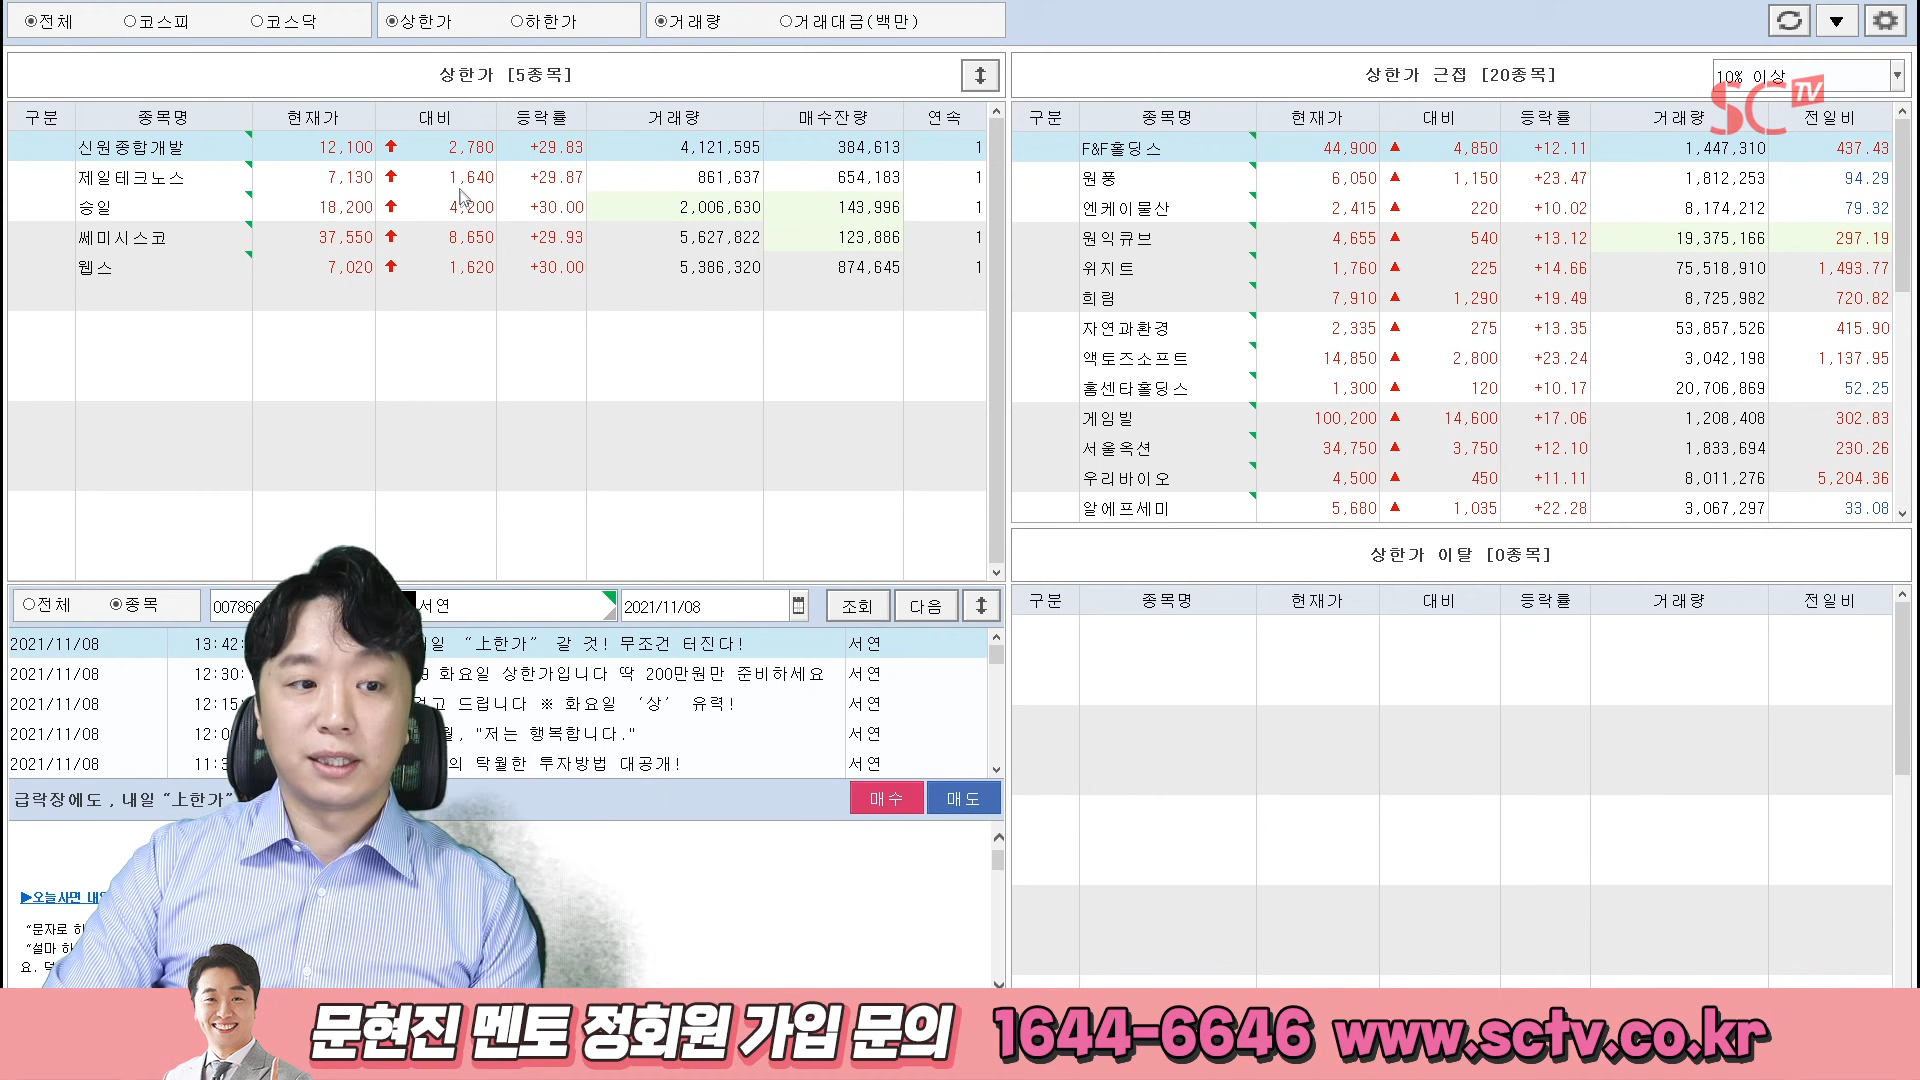 전체 코스피 코스닥 상한가 하한가 거래량 거래대금(백만)
상한가 [5종목]
구분 종목명 현재가 대비 등락률 거래량 매수잔량 연속
신원종합개발 12,100 2,780 +29.83 4,121,595 384,613 1
제일테크노스 7,130 1,640 +29.87 861,637 654,183 1
승일 18,200 4,200 +30.00 2,006,630 143,996 1
쎄미시스코 37,550 8,650 +29.93 5,627,822 123,886 1
웹스 7,020 1,620 +30.00 5,386,320 874,645 1
상한가 근접 [20종목] 10% 이상
SC TV
구분 종목명 현재가 대비 등락률 거래량 전일비
F&F홀딩스 44,900 ▲ 4,850 +12.11 1,447,310 437.43
원풍 6,050 ▲ 1,150 +23.47 1,812,253 94.29
엔케이물산 2,415 ▲ 220 +10.02 8,174,212 79.32
원익큐브 4,655 ▲ 540 +13.12 19,375,166 297.19
위지트 1,760 ▲ 225 +14.66 75,518,910 1,493.77
희림 7,910 ▲ 1,290 +19.49 8,725,982 720.82
자연과환경 2,335 ▲ 275 +13.35 53,857,526 415.90
액토즈소프트 14,850 ▲ 2,800 +23.24 3,042,198 1,137.95
홈센타홀딩스 1,300 ▲ 120 +10.17 20,706,869 52.25
게임빌 100,200 ▲ 14,600 +17.06 1,208,408 302.83
서울옥션 34,750 ▲ 3,750 +12.10 1,833,694 230.26
우리바이오 4,500 ▲ 450 +11.11 8,011,276 5,204.36
알에프세미 5,680 ▲ 1,035 +22.28 3,067,297 33.08
상한가 이탈 [0종목]
구분 종목명 현재가 대비 등락률 거래량 전일비
전체 종목 서연 2021/11/08 조회 다음
2021/11/08 13:42: “上한가” 갈 것! 무조건 터진다! 서연
2021/11/08 12:30: 화요일 상한가입니다 딱 200만원만 준비하세요 서연
2021/11/08 12:15 드립니다 ※ 화요일 ‘상’ 유력! 서연
2021/11/08 12:0 "저는 행복합니다." 서연
2021/11/08 11:3 의 탁월한 투자방법 대공개! 서연
급락장에도, 내일 “上한가” 매수 매도
▶오늘사면
“문자로
“설마
요.
문현진 멘토 정회원 가입 문의 1644-6646 www.sctv.co.kr